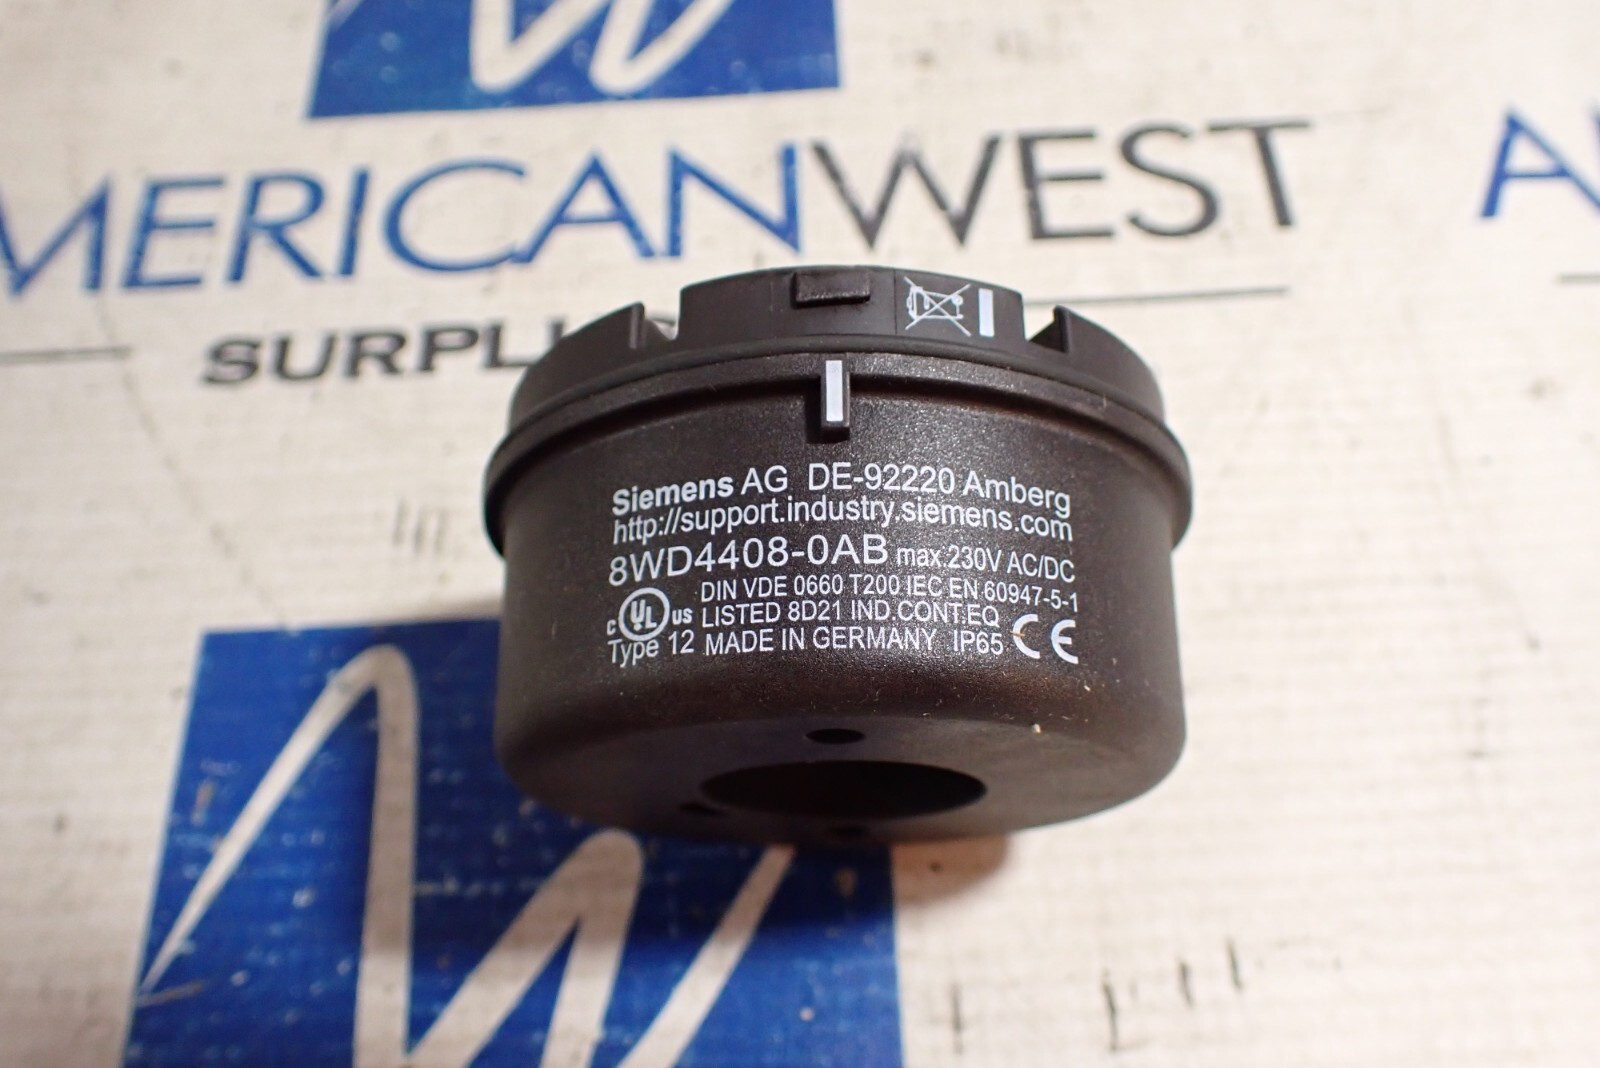 AMERICANWEST
SURPL
A
Siemens AG DE-92220 Amberg
http://support.industry.siemens.com
8WD4408-0AB max.230V AC/DC
DIN VDE 0660 T200 IEC EN 60947-5-1
c UL us LISTED 8D21 IND.CONT.EQ
Type 12 MADE IN GERMANY IP65 CE